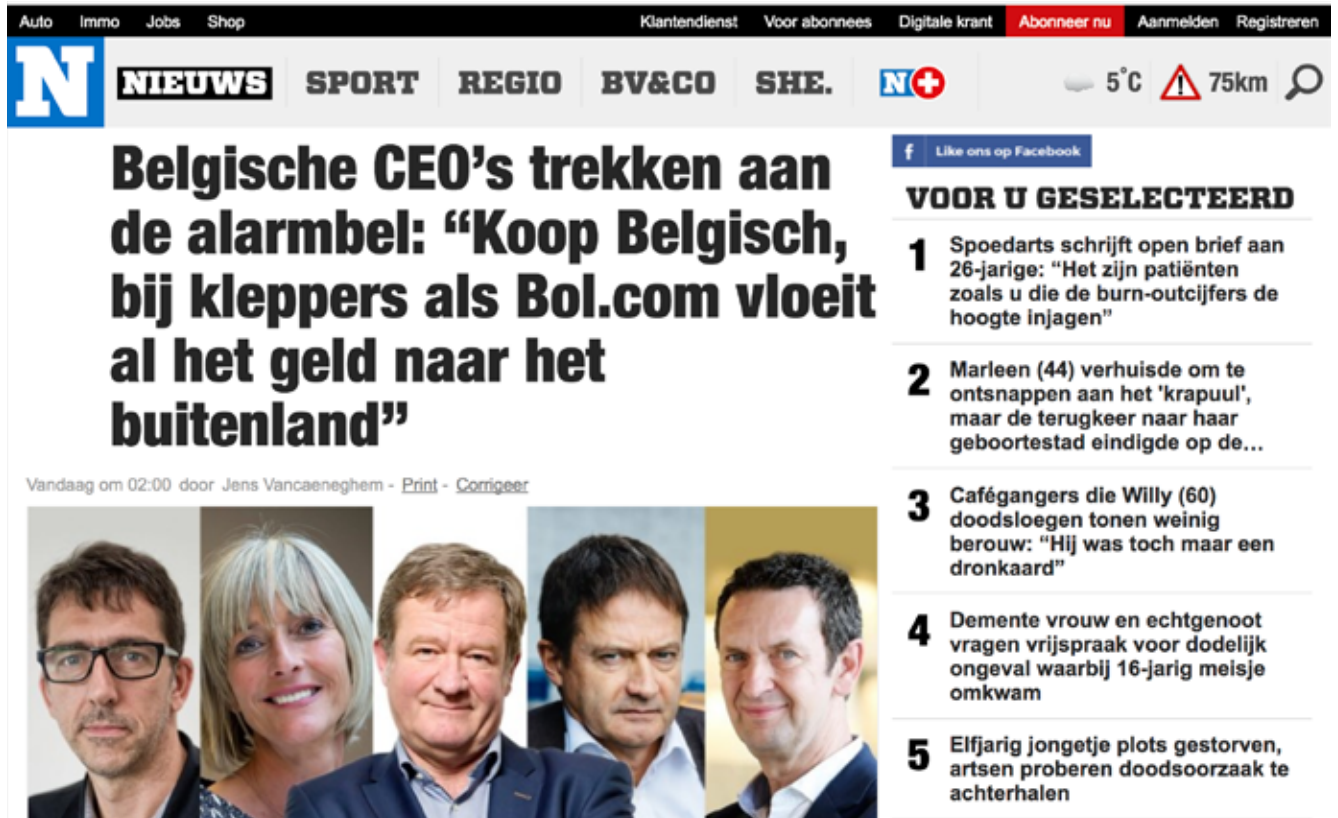 Auto Immo Jobs Shop Klantendienst Voor abonnees Digitale krant Abonneer nu Aanmelden Registreren
N NIEUWS SPORT REGIO BV&CO SHE. N+ 5°C 75km
Belgische CEO’s trekken aan
de alarmbel: “Koop Belgisch,
bij kleppers als Bol.com vloeit
al het geld naar het
buitenland”
Vandaag om 02:00 door Jens Vancaeneghem - Print - Corrigeer
f Like ons op Facebook
VOOR U GESELECTEERD
1 Spoedarts schrijft open brief aan
26-jarige: “Het zijn patiënten
zoals u die de burn-outcijfers de
hoogte injagen”
2 Marleen (44) verhuisde om te
ontsnappen aan het 'krapuul',
maar de terugkeer naar haar
geboortestad eindigde op de…
3 Cafégangers die Willy (60)
doodsloegen tonen weinig
berouw: “Hij was toch maar een
dronkaard”
4 Demente vrouw en echtgenoot
vragen vrijspraak voor dodelijk
ongeval waarbij 16-jarig meisje
omkwam
5 Elfjarig jongetje plots gestorven,
artsen proberen doodsoorzaak te
achterhalen